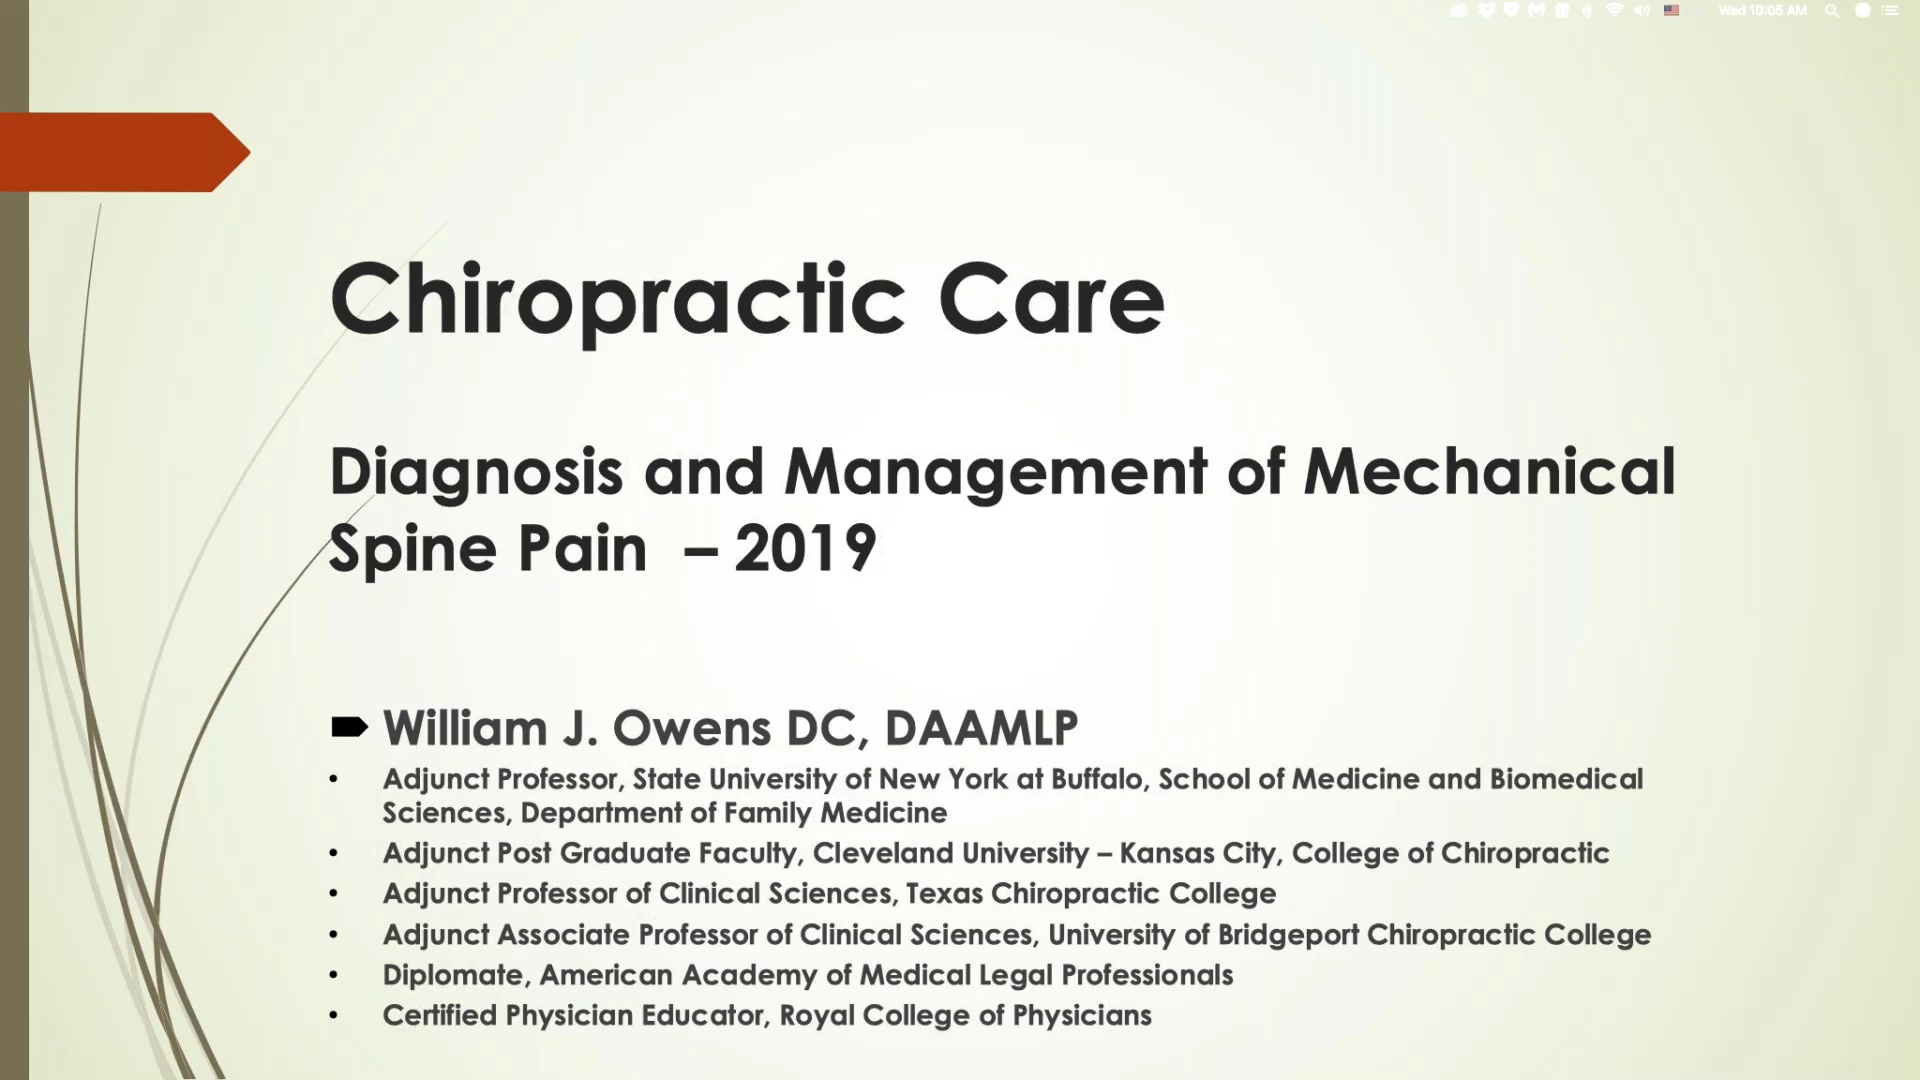 Wed 10:05 AM
Chiropractic Care
Diagnosis and Management of Mechanical
Spine Pain – 2019
William J. Owens DC, DAAMLP
• Adjunct Professor, State University of New York at Buffalo, School of Medicine and Biomedical
Sciences, Department of Family Medicine
• Adjunct Post Graduate Faculty, Cleveland University – Kansas City, College of Chiropractic
• Adjunct Professor of Clinical Sciences, Texas Chiropractic College
• Adjunct Associate Professor of Clinical Sciences, University of Bridgeport Chiropractic College
• Diplomate, American Academy of Medical Legal Professionals
• Certified Physician Educator, Royal College of Physicians